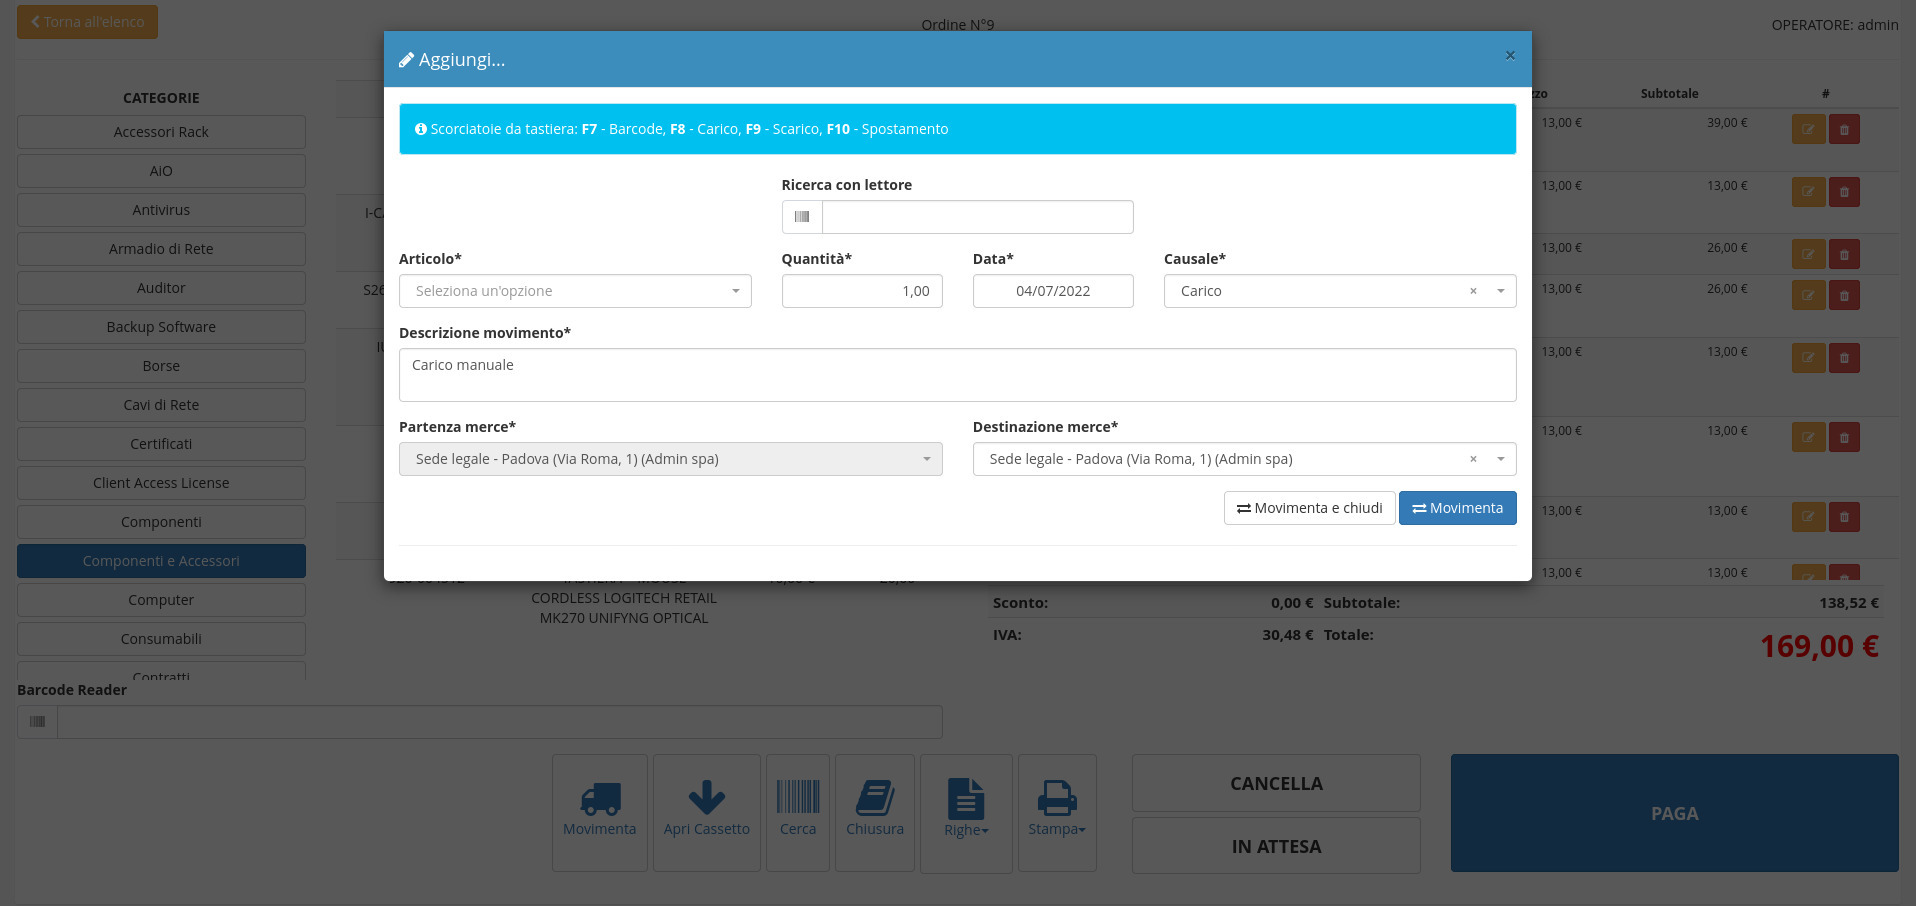 Torna all'elenco
Ordine N°9
OPERATORE: admin
Aggiungi...
×
Scorciatoie da tastiera: F7 - Barcode, F8 - Carico, F9 - Scarico, F10 - Spostamento
Ricerca con lettore
Articolo*
Quantità*
Data*
Causale*
Seleziona un'opzione
1,00
04/07/2022
Carico
×
Descrizione movimento*
Carico manuale
Partenza merce*
Destinazione merce*
Sede legale - Padova (Via Roma, 1) (Admin spa)
Sede legale - Padova (Via Roma, 1) (Admin spa)
×
Movimenta e chiudi
Movimenta
CATEGORIE
Accessori Rack
AIO
Antivirus
Armadio di Rete
Auditor
Backup Software
Borse
Cavi di Rete
Certificati
Client Access License
Componenti
Componenti e Accessori
Computer
Consumabili
Contratti
CORDLESS LOGITECH RETAIL
MK270 UNIFYNG OPTICAL
Subtotale
#
13,00 €
39,00 €
13,00 €
13,00 €
13,00 €
26,00 €
13,00 €
26,00 €
13,00 €
13,00 €
13,00 €
13,00 €
13,00 €
13,00 €
13,00 €
13,00 €
Sconto:
0,00 €
Subtotale:
138,52 €
IVA:
30,48 €
Totale:
169,00 €
Barcode Reader
Movimenta
Apri Cassetto
Cerca
Chiusura
Righe
Stampa
CANCELLA
IN ATTESA
PAGA